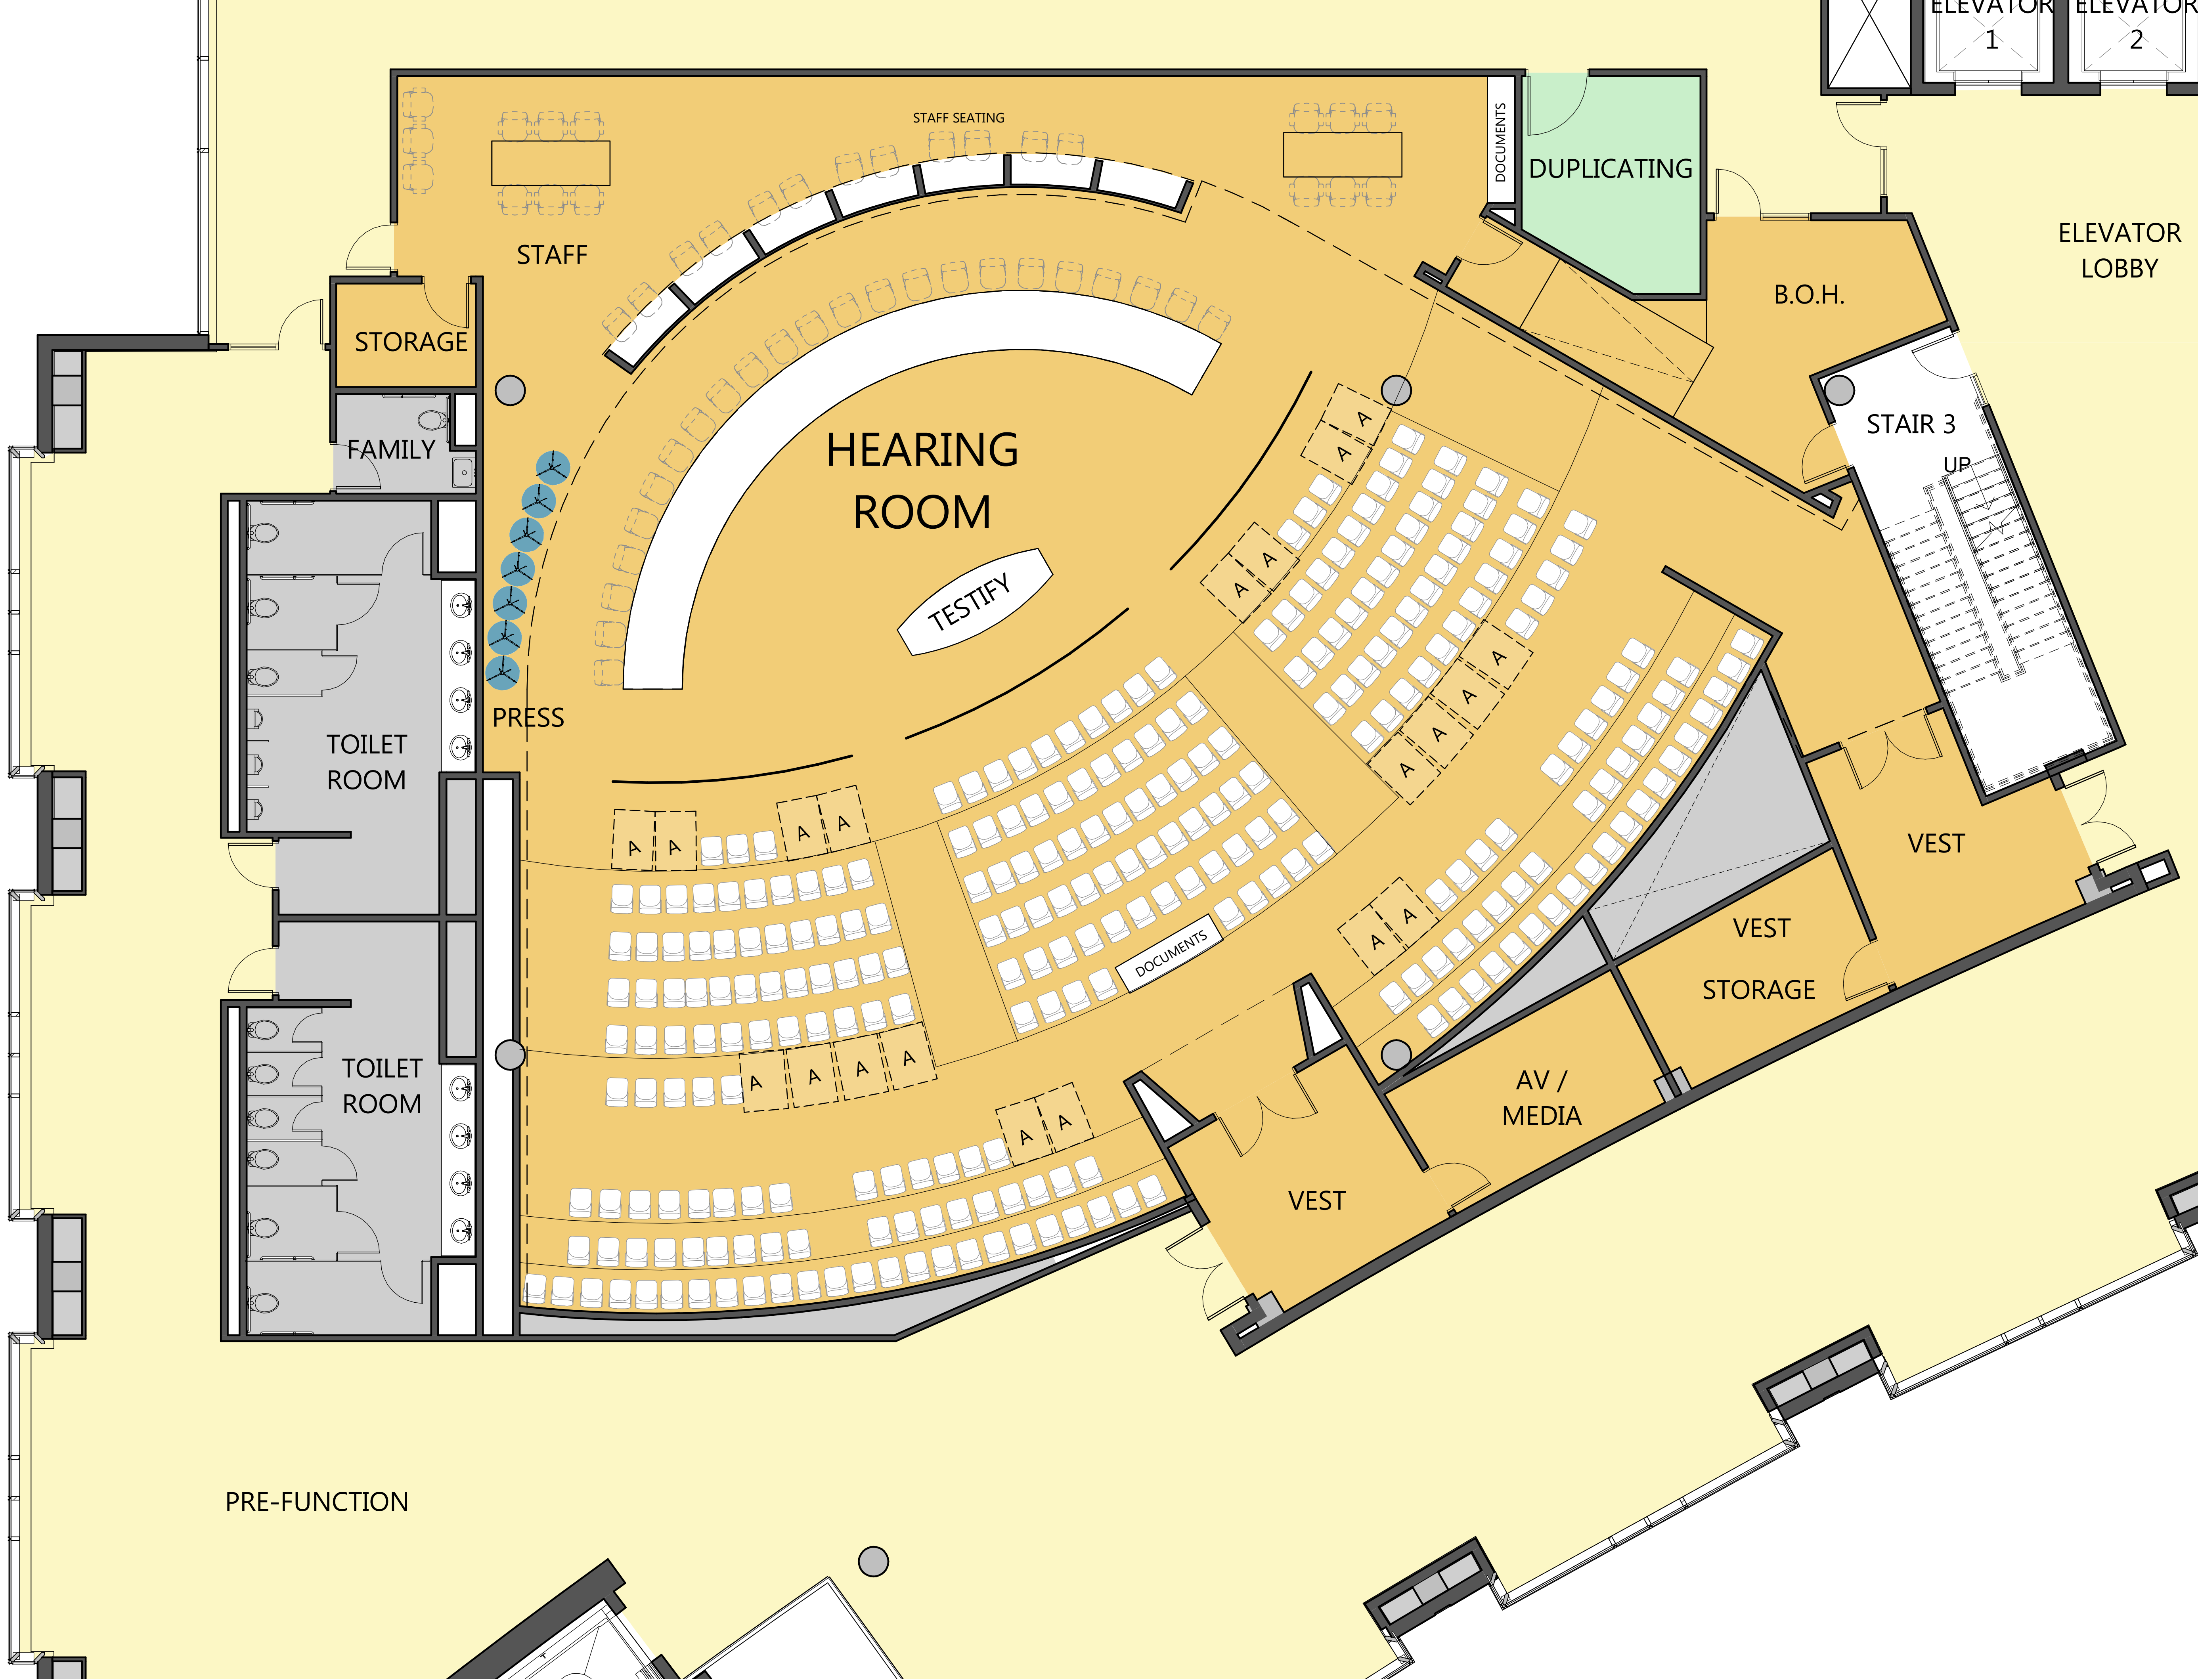 ELEVATOR
1
ELEVATOR
2
STAFF SEATING
DOCUMENTS
DUPLICATING
ELEVATOR
LOBBY
STAFF
B.O.H.
STORAGE
FAMILY
HEARING
ROOM
STAIR 3
UP
A
A
A
A
TESTIFY
PRESS
TOILET
ROOM
A
A
A
A
A
A
A
A
VEST
A
A
DOCUMENTS
VEST
STORAGE
TOILET
ROOM
A
A
A
A
AV /
MEDIA
A
A
VEST
PRE-FUNCTION